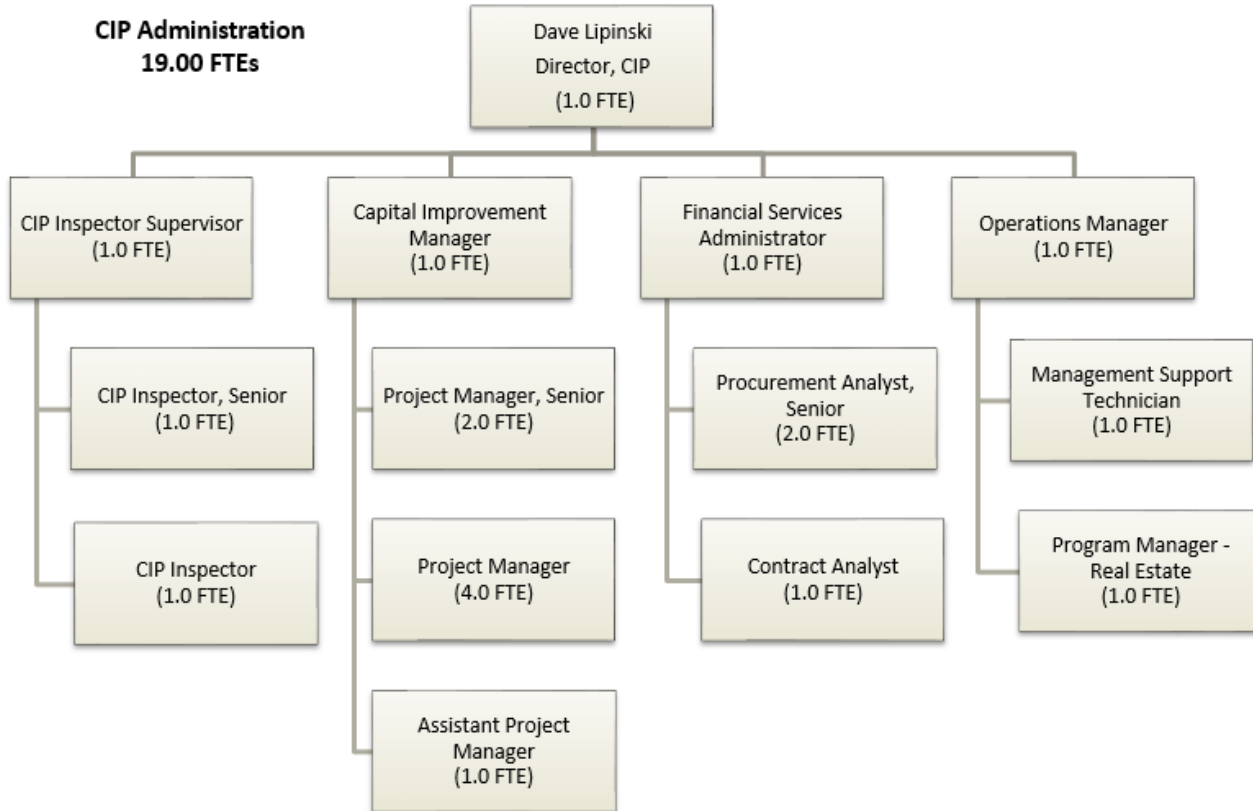 CIP Administration
19.00 FTEs
Dave Lipinski
Director, CIP
(1.0 FTE)
CIP Inspector Supervisor
(1.0 FTE)
Capital Improvement
Manager
(1.0 FTE)
Financial Services
Administrator
(1.0 FTE)
Operations Manager
(1.0 FTE)
CIP Inspector, Senior
(1.0 FTE)
Project Manager, Senior
(2.0 FTE)
Procurement Analyst,
Senior
(2.0 FTE)
Management Support
Technician
(1.0 FTE)
CIP Inspector
(1.0 FTE)
Project Manager
(4.0 FTE)
Contract Analyst
(1.0 FTE)
Program Manager -
Real Estate
(1.0 FTE)
Assistant Project
Manager
(1.0 FTE)